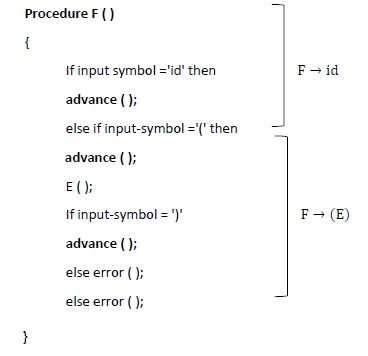 Procedure F ( )
{
If input symbol ='id' then
F → id
advance ( );
else if input-symbol ='(' then
advance ( );
E ( );
If input-symbol = ')'
F → (E)
advance ( );
else error ( );
else error ( );
}